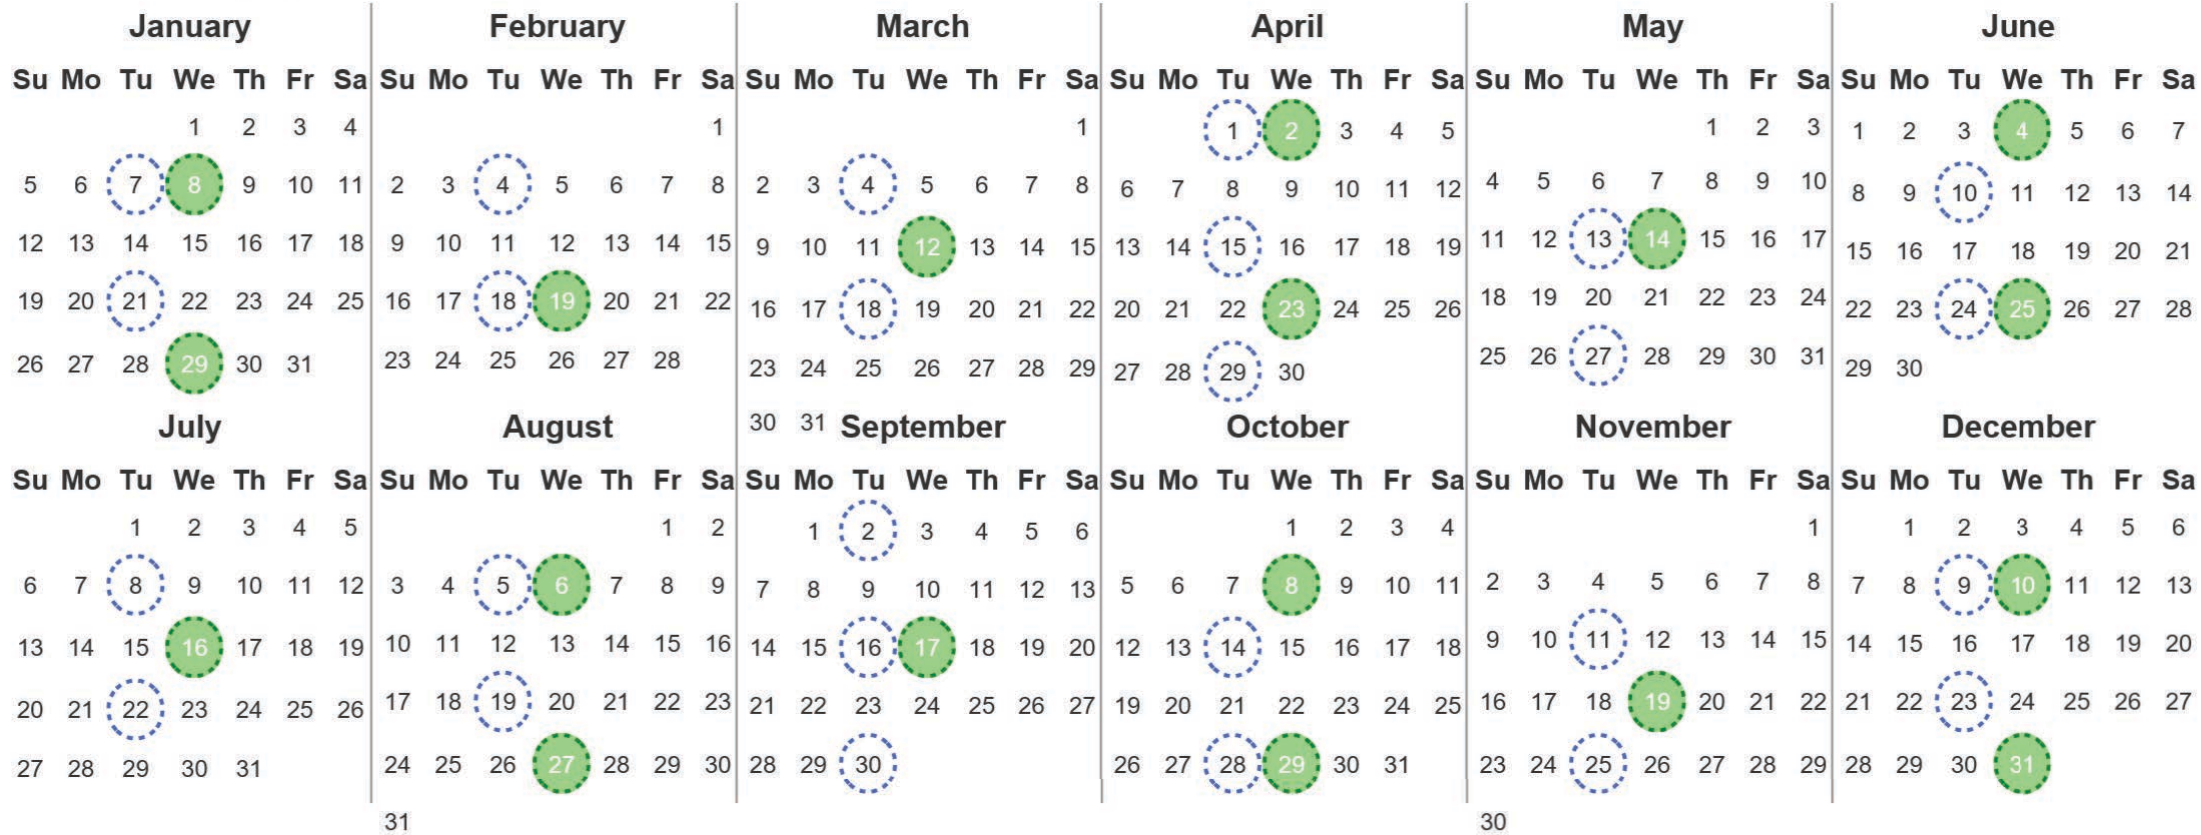 January February March April May June
Su Mo Tu We Th Fr Sa Su Mo Tu We Th Fr Sa Su Mo Tu We Th Fr Sa Su Mo Tu We Th Fr Sa Su Mo Tu We Th Fr Sa Su Mo Tu We Th Fr Sa
1 2 3 4 1 1 1 2 3 4 5 1 2 3 1 2 3 4 5 6 7
5 6 7 8 9 10 11 2 3 4 5 6 7 8 2 3 4 5 6 7 8 6 7 8 9 10 11 12 4 5 6 7 8 9 10 8 9 10 11 12 13 14
12 13 14 15 16 17 18 9 10 11 12 13 14 15 9 10 11 12 13 14 15 13 14 15 16 17 18 19 11 12 13 14 15 16 17 15 16 17 18 19 20 21
19 20 21 22 23 24 25 16 17 18 19 20 21 22 16 17 18 19 20 21 22 20 21 22 23 24 25 26 18 19 20 21 22 23 24 22 23 24 25 26 27 28
26 27 28 29 30 31 23 24 25 26 27 28 23 24 25 26 27 28 29 27 28 29 30 25 26 27 28 29 30 31 29 30
30 31
July August September October November December
Su Mo Tu We Th Fr Sa Su Mo Tu We Th Fr Sa Su Mo Tu We Th Fr Sa Su Mo Tu We Th Fr Sa Su Mo Tu We Th Fr Sa Su Mo Tu We Th Fr Sa
1 2 3 4 5 1 2 1 2 3 4 5 6 1 2 3 4 1 1 2 3 4 5 6
6 7 8 9 10 11 12 3 4 5 6 7 8 9 7 8 9 10 11 12 13 5 6 7 8 9 10 11 2 3 4 5 6 7 8 7 8 9 10 11 12 13
13 14 15 16 17 18 19 10 11 12 13 14 15 16 14 15 16 17 18 19 20 12 13 14 15 16 17 18 9 10 11 12 13 14 15 14 15 16 17 18 19 20
20 21 22 23 24 25 26 17 18 19 20 21 22 23 21 22 23 24 25 26 27 19 20 21 22 23 24 25 16 17 18 19 20 21 22 21 22 23 24 25 26 27
27 28 29 30 31 24 25 26 27 28 29 30 28 29 30 26 27 28 29 30 31 23 24 25 26 27 28 29 28 29 30 31
31 30